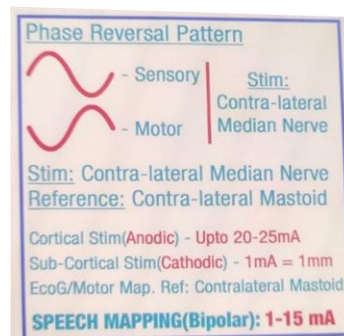 Phase Reversal Pattern
- Sensory
- Motor
Stim:
Contra-lateral
Median Nerve
Stim: Contra-lateral Median Nerve
Reference: Contra-lateral Mastoid
Cortical Stim(Anodic) - Upto 20-25mA
Sub-Cortical Stim(Cathodic) - 1mA = 1mm
EcoG/Motor Map. Ref: Contralateral Mastoid
SPEECH MAPPING(Bipolar): 1-15 mA